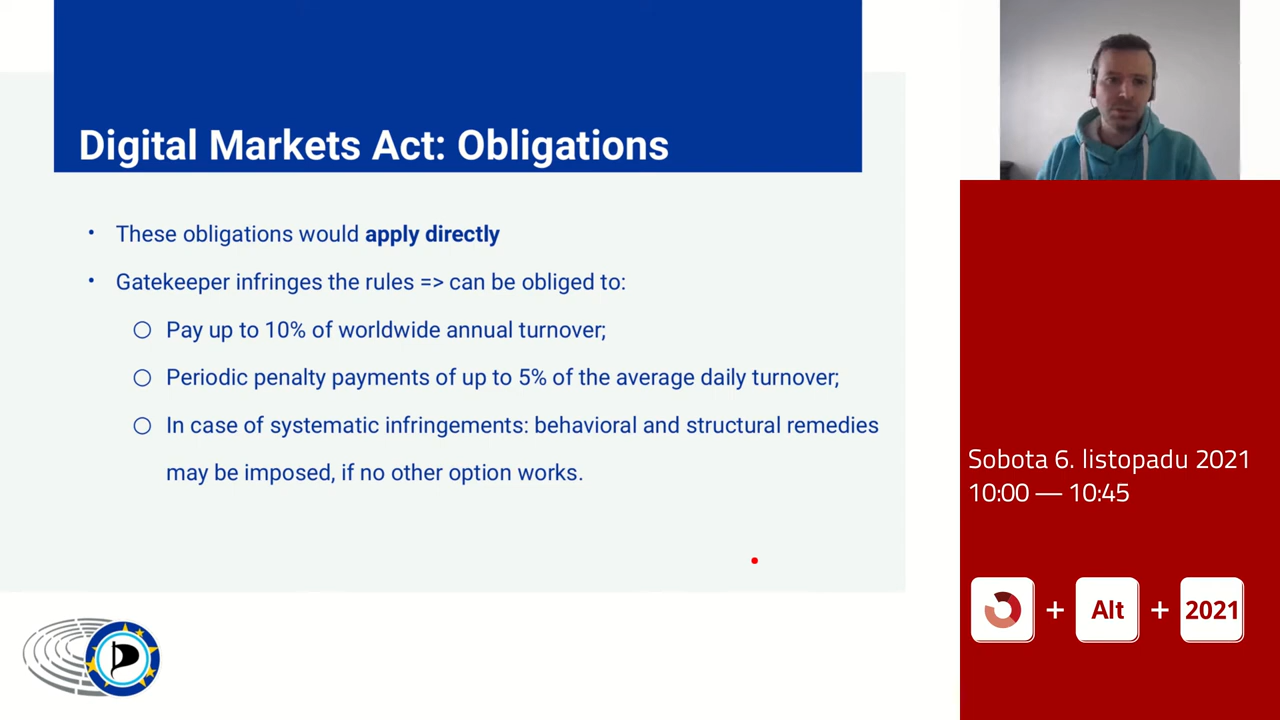 Digital Markets Act: Obligations
• These obligations would apply directly
• Gatekeeper infringes the rules => can be obliged to:
○ Pay up to 10% of worldwide annual turnover;
○ Periodic penalty payments of up to 5% of the average daily turnover;
○ In case of systematic infringements: behavioral and structural remedies
may be imposed, if no other option works.
Sobota 6. listopadu 2021
10:00 — 10:45
+ Alt + 2021